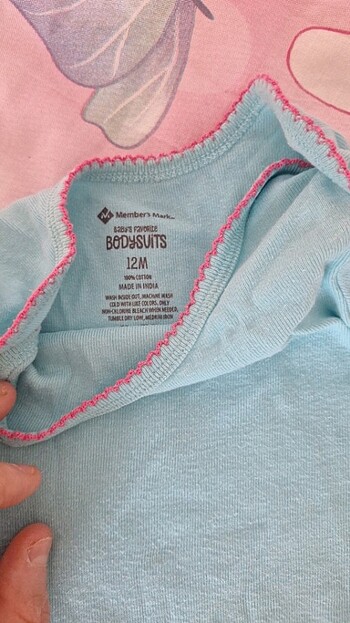 Member's Mark
BABY'S FAVORITE
BODYSUITS
12M
100% COTTON
MADE IN INDIA
WASH INSIDE OUT, MACHINE WASH
COLD WITH LIKE COLORS, ONLY
NON-CHLORINE BLEACH WHEN NEEDED,
TUMBLE DRY LOW, MEDIUM IRON